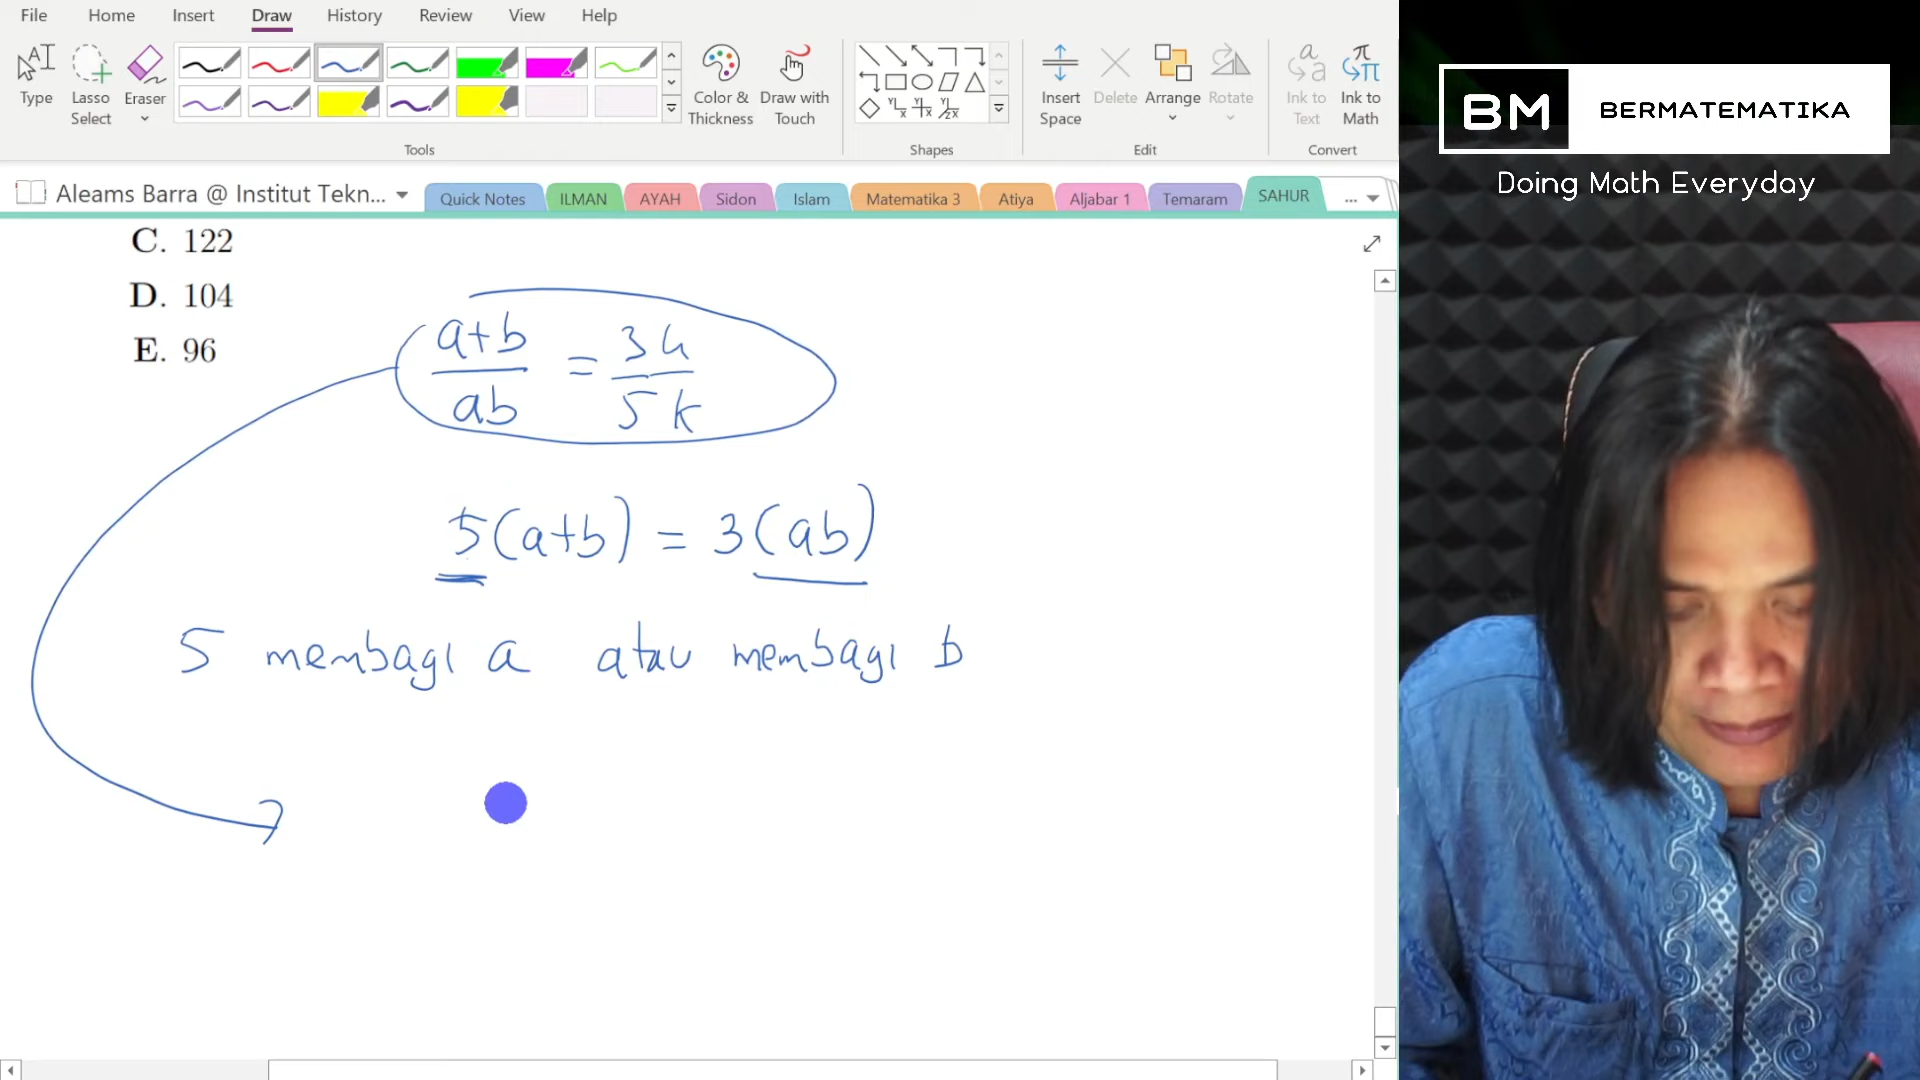 File Home Insert Draw History Review View Help
Type
Lasso Select
Eraser
Color & Thickness
Draw with Touch
Insert Space
Delete
Arrange
Rotate
Ink to Text
Ink to Math
Tools
Shapes
Edit
Convert
Aleams Barra @ Institut Tekn...
Quick Notes ILMAN AYAH Sidon Islam Matematika 3 Atiya Aljabar 1 Temaram SAHUR ...
C. 122
D. 104
E. 96
a+b / ab = 3k / 5k
5(a+b) = 3(ab)
5 membagi a atau membagi b
BM BERMATEMATIKA
Doing Math Everyday